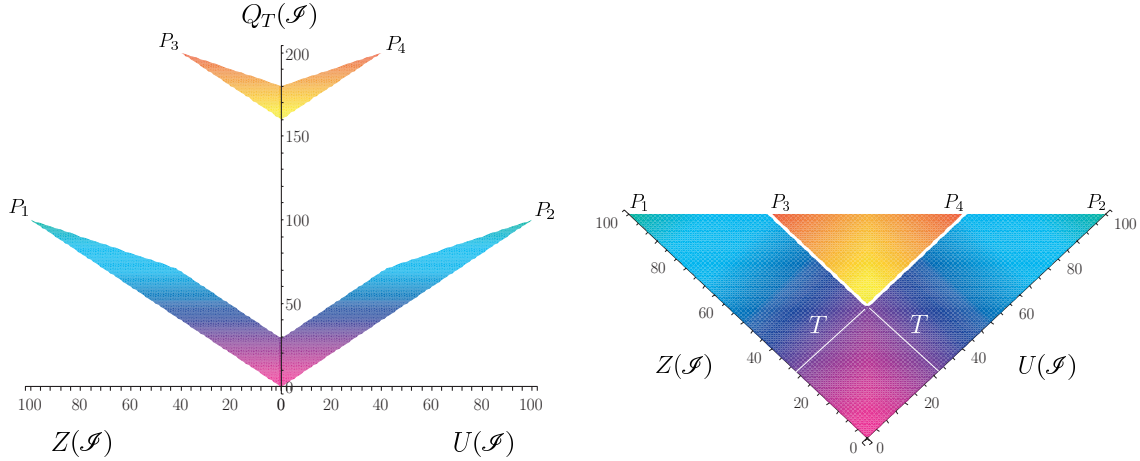 Q_T(ℐ)
P_3
P_4
200
150
P_1
P_2
100
50
0
100 80 60 40 20 0 20 40 60 80 100
Z(ℐ)
U(ℐ)
P_1 P_3 P_4 P_2
100 100
80 80
60 60
T T
40 40
Z(ℐ) U(ℐ)
20 20
0 0